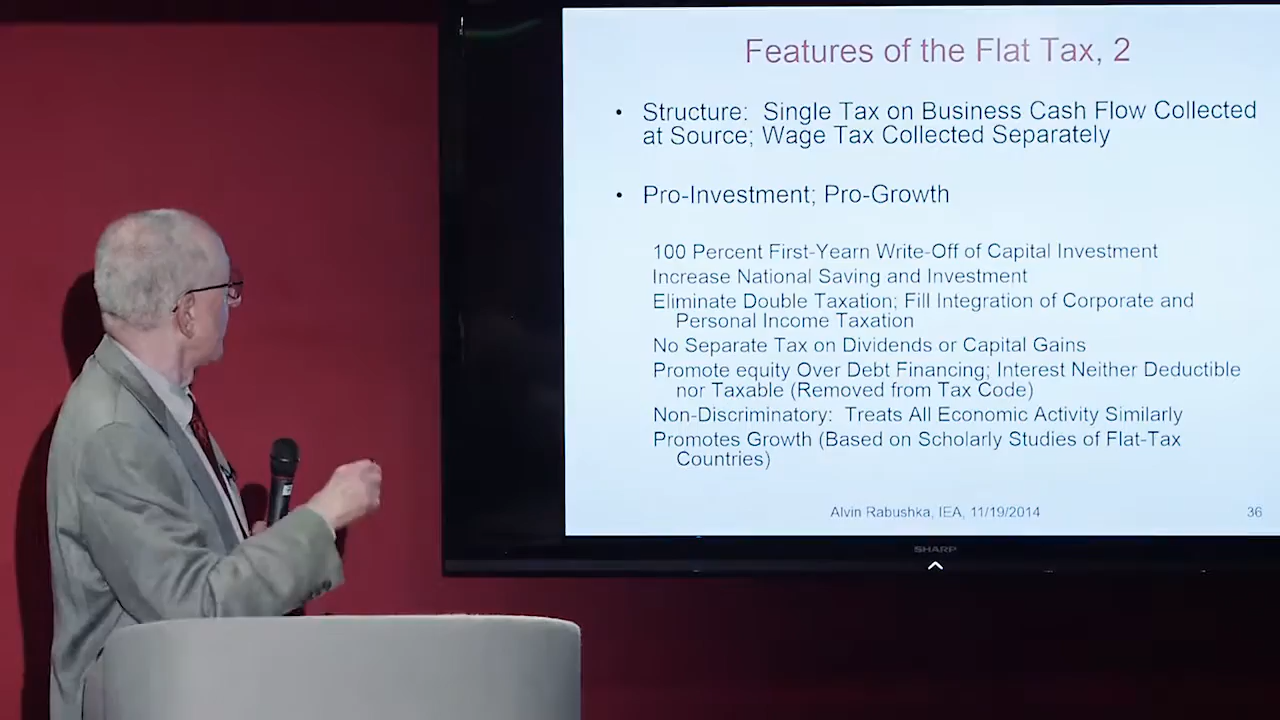 Features of the Flat Tax, 2
• Structure: Single Tax on Business Cash Flow Collected
at Source; Wage Tax Collected Separately
• Pro-Investment; Pro-Growth
100 Percent First-Yearn Write-Off of Capital Investment
Increase National Saving and Investment
Eliminate Double Taxation; Fill Integration of Corporate and
Personal Income Taxation
No Separate Tax on Dividends or Capital Gains
Promote equity Over Debt Financing; Interest Neither Deductible
nor Taxable (Removed from Tax Code)
Non-Discriminatory: Treats All Economic Activity Similarly
Promotes Growth (Based on Scholarly Studies of Flat-Tax
Countries)
Alvin Rabushka, IEA, 11/19/2014
36
SHARP